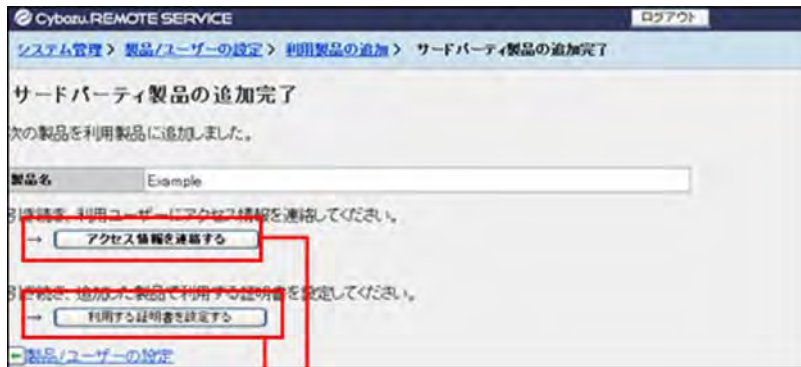 Cybozu.REMOTE SERVICE ログアウト
システム管理 > 製品/ユーザーの設定 > 利用製品の追加 > サードパーティ製品の追加完了
サードパーティ製品の追加完了
次の製品を利用製品に追加しました。
製品名 Example
引き続き、利用ユーザーにアクセス情報を連絡してください。
→ アクセス情報を連絡する
引き続き、追加した製品で利用する証明書を設定してください。
→ 利用する証明書を設定する
製品/ユーザーの設定